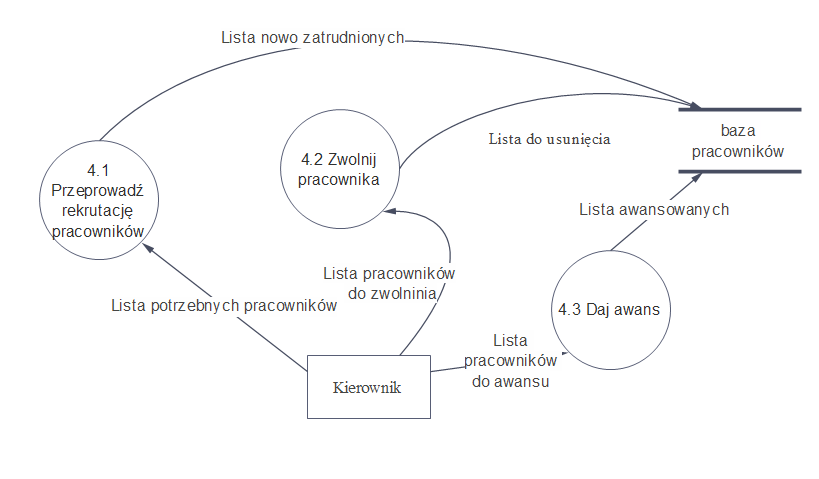 Lista nowo zatrudnionych
baza
pracowników
Lista do usunięcia
4.2 Zwolnij
pracownika
4.1
Przeprowadź
rekrutację
pracowników
Lista awansowanych
Lista pracowników
do zwolninia
Lista potrzebnych pracowników
4.3 Daj awans
Lista
pracowników
do awansu
Kierownik